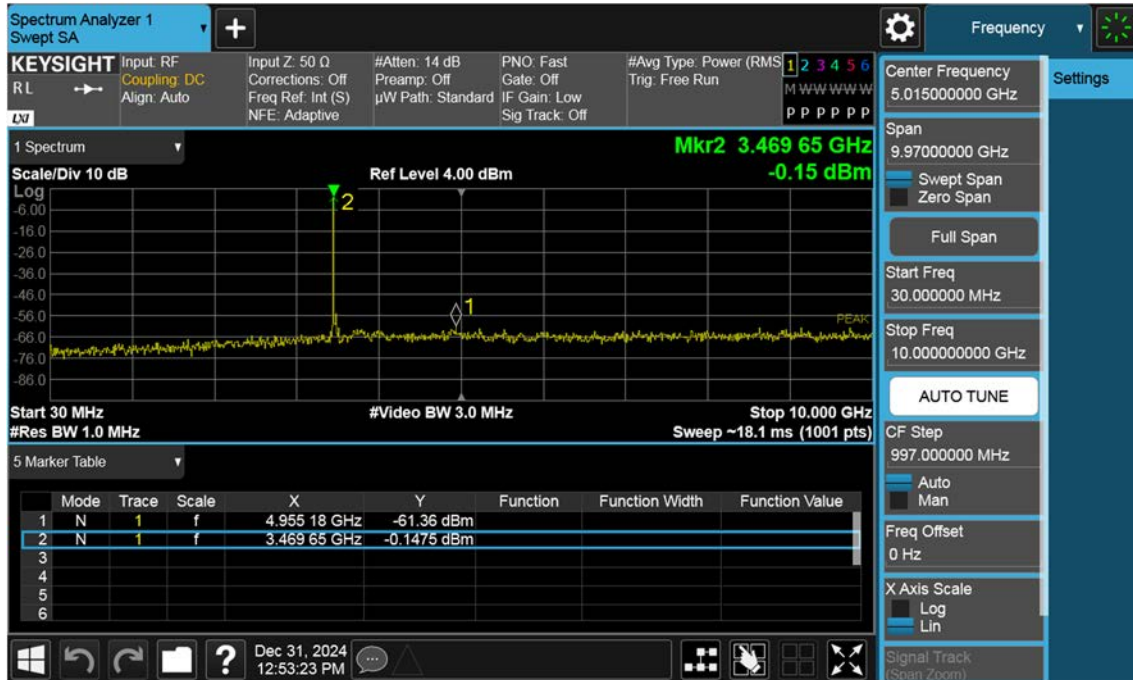 Spectrum Analyzer 1
Swept SA
Frequency
KEYSIGHT
RL
LXI
Input: RF
Coupling: DC
Align: Auto
Input Z: 50 Ω
Corrections: Off
Freq Ref: Int (S)
NFE: Adaptive
#Atten: 14 dB
Preamp: Off
µW Path: Standard
PNO: Fast
Gate: Off
IF Gain: Low
Sig Track: Off
#Avg Type: Power (RMS
Trig: Free Run
1 2 3 4 5 6
M W W W W W
P P P P P P
1 Spectrum
Mkr2 3.469 65 GHz
Scale/Div 10 dB
Ref Level 4.00 dBm
-0.15 dBm
Log
-6.00
-16.0
-26.0
-36.0
-46.0
-56.0
-66.0
-76.0
-86.0
2
1
PEAK
Start 30 MHz
#Video BW 3.0 MHz
Stop 10.000 GHz
#Res BW 1.0 MHz
Sweep ~18.1 ms (1001 pts)
5 Marker Table
Mode Trace Scale X Y Function Function Width Function Value
1 N 1 f 4.955 18 GHz -61.36 dBm
2 N 1 f 3.469 65 GHz -0.1475 dBm
3
4
5
6
?
Dec 31, 2024
12:53:23 PM
Center Frequency
5.015000000 GHz
Span
9.97000000 GHz
Swept Span
Zero Span
Full Span
Start Freq
30.000000 MHz
Stop Freq
10.000000000 GHz
AUTO TUNE
CF Step
997.000000 MHz
Auto
Man
Freq Offset
0 Hz
X Axis Scale
Log
Lin
Signal Track
(Span Zoom)
Settings